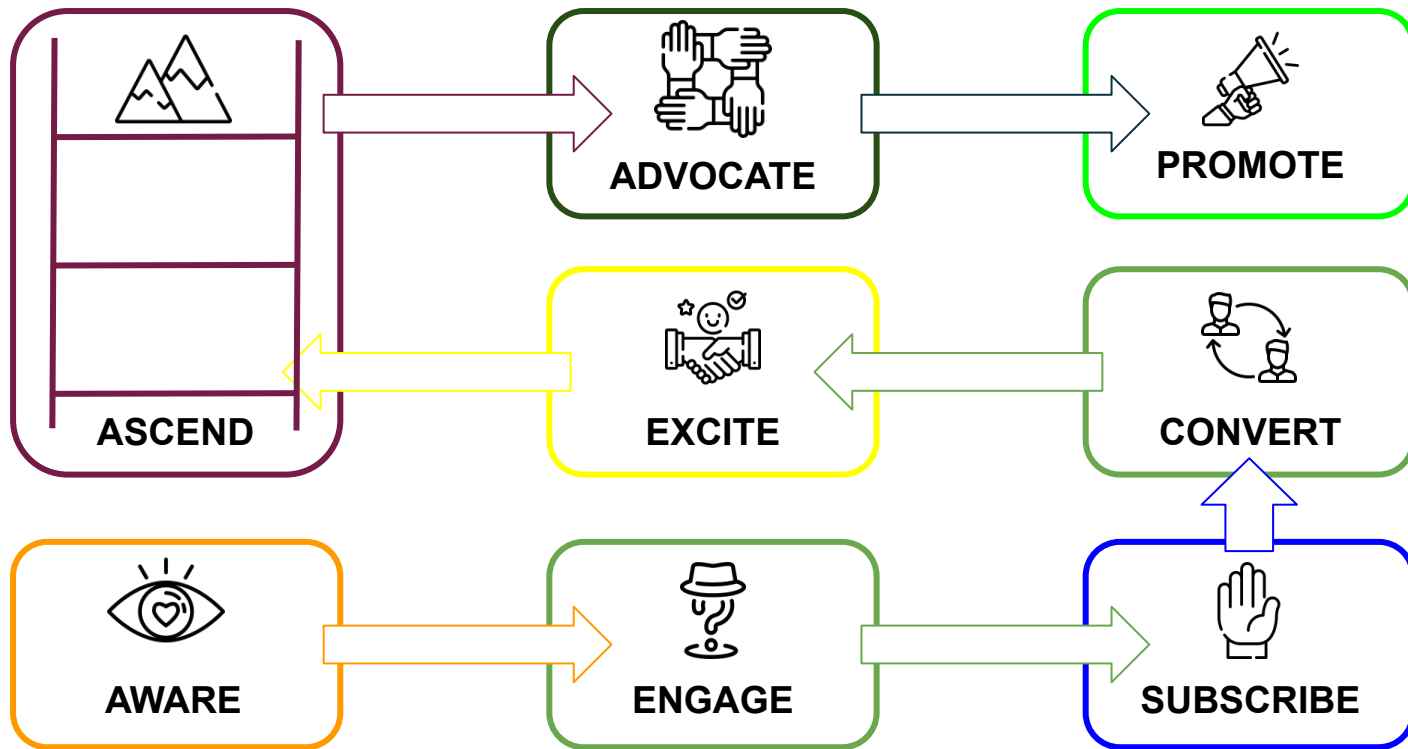 ADVOCATE
PROMOTE
ASCEND
EXCITE
CONVERT
AWARE
ENGAGE
SUBSCRIBE